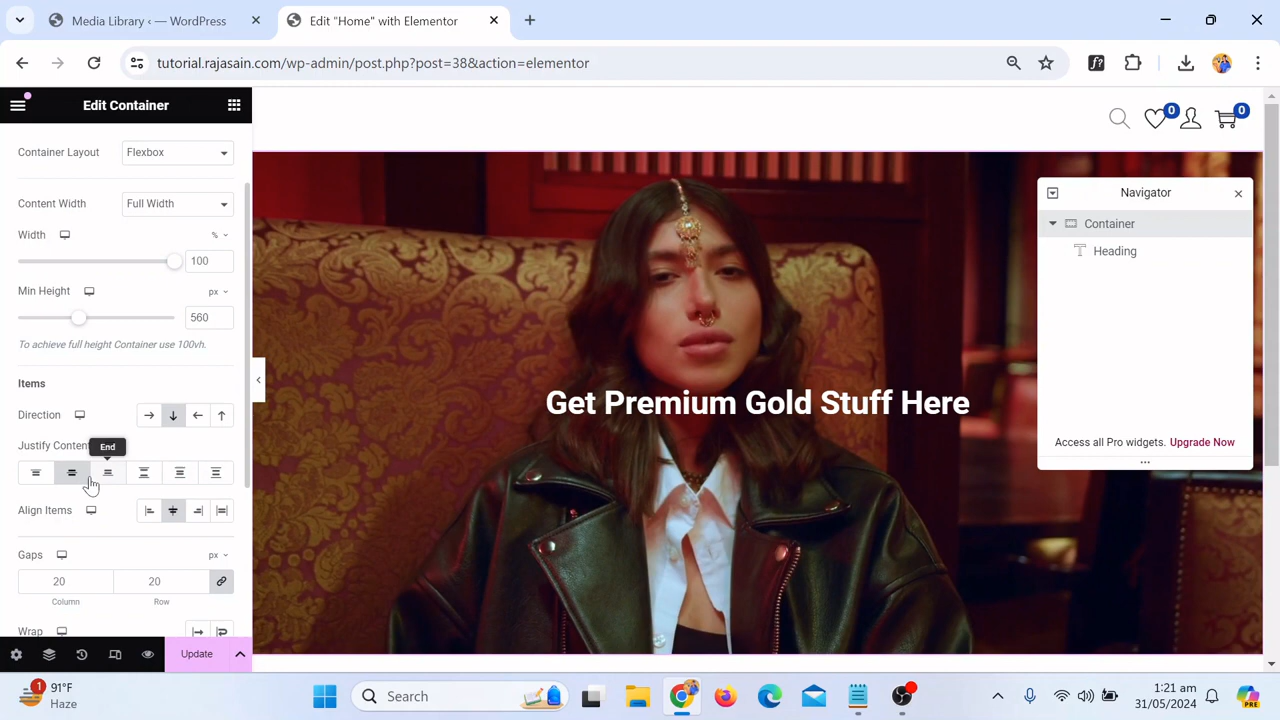 Media Library ‹ — WordPress
Edit "Home" with Elementor
tutorial.rajasain.com/wp-admin/post.php?post=38&action=elementor
f?
Edit Container
0
0
Container Layout
Flexbox
Content Width
Full Width
Width
%
100
Min Height
px
560
To achieve full height Container use 100vh.
Items
Direction
Justify Content
End
Align Items
Gaps
px
20
20
Column
Row
Wrap
Update
Get Premium Gold Stuff Here
Navigator
Container
Heading
Access all Pro widgets. Upgrade Now
1
91°F
Haze
Search
1:21 am
31/05/2024
PRE